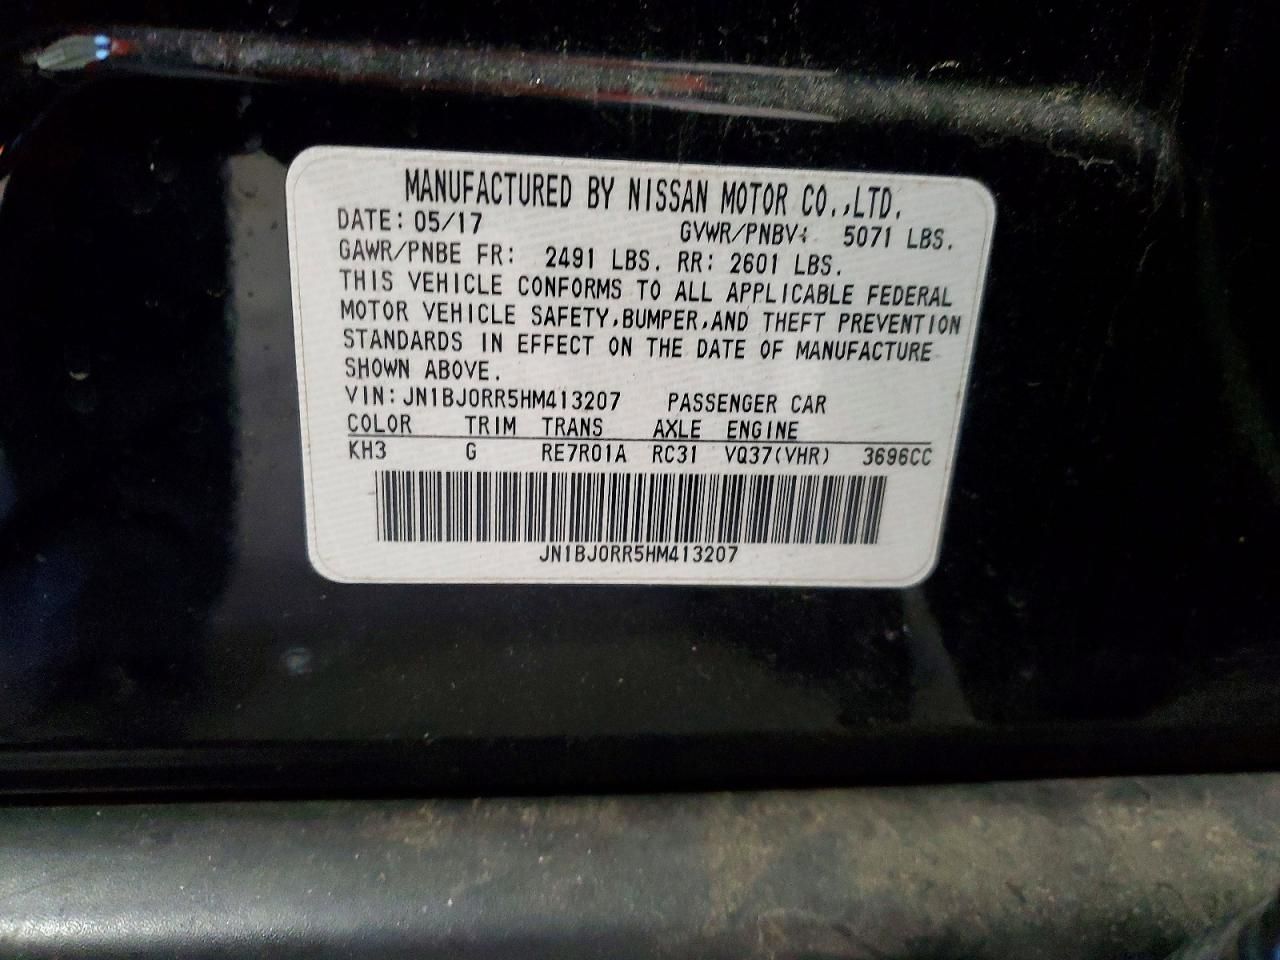 MANUFACTURED BY NISSAN MOTOR CO.,LTD.
DATE: 05/17 GVWR/PNBV: 5071 LBS.
GAWR/PNBE FR: 2491 LBS. RR: 2601 LBS.
THIS VEHICLE CONFORMS TO ALL APPLICABLE FEDERAL
MOTOR VEHICLE SAFETY,BUMPER,AND THEFT PREVENTION
STANDARDS IN EFFECT ON THE DATE OF MANUFACTURE
SHOWN ABOVE.
VIN: JN1BJ0RR5HM413207 PASSENGER CAR
COLOR TRIM TRANS AXLE ENGINE
KH3 G RE7R01A RC31 VQ37(VHR) 3696CC
JN1BJ0RR5HM413207